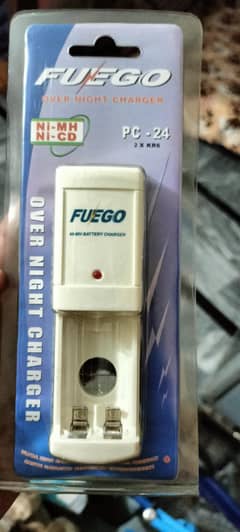 FUEGO
OVER NIGHT CHARGER
NI-MH
NI-CD
PC - 24
2 X KR6
FUEGO
NI-MH BATTERY CHARGER
OVER NIGHT CHARGER